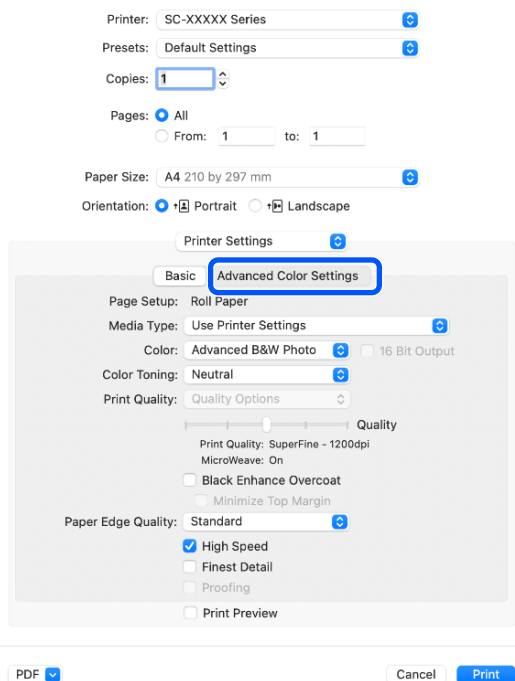 Printer: SC-XXXXX Series
Presets: Default Settings
Copies: 1
Pages: All
From: 1 to: 1
Paper Size: A4 210 by 297 mm
Orientation: Portrait Landscape
Printer Settings
Basic Advanced Color Settings
Page Setup: Roll Paper
Media Type: Use Printer Settings
Color: Advanced B&W Photo 16 Bit Output
Color Toning: Neutral
Print Quality: Quality Options
Quality
Print Quality: SuperFine - 1200dpi
MicroWeave: On
Black Enhance Overcoat
Minimize Top Margin
Paper Edge Quality: Standard
High Speed
Finest Detail
Proofing
Print Preview
PDF Cancel Print